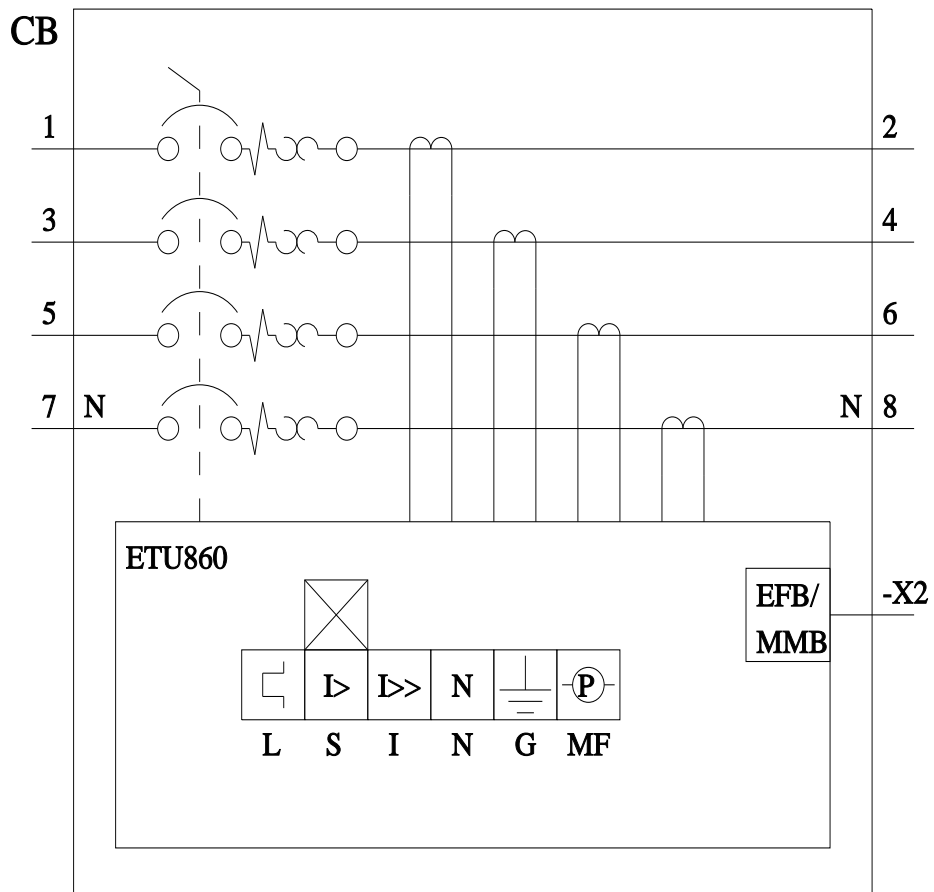 CB
1 2
3 4
5 6
7 N N 8
ETU860
EFB/ -X2
MMB
I> I>> N P
L S I N G MF